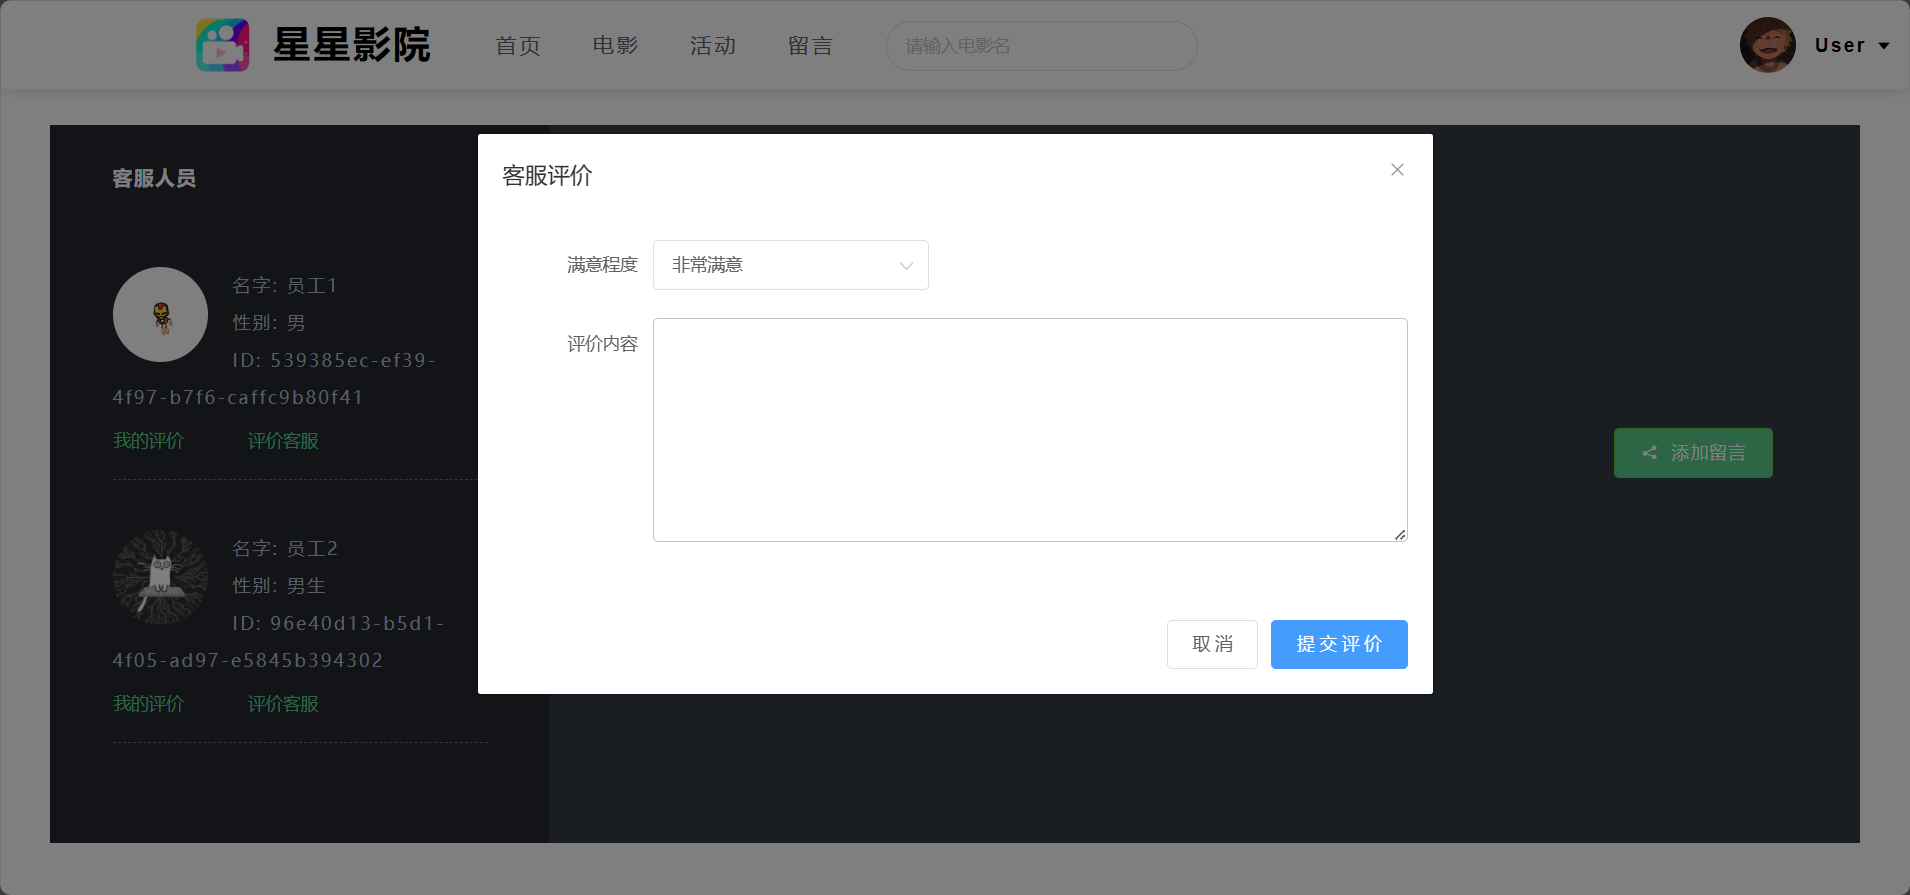 星星影院
首页
电影
活动
留言
请输入电影名
User
客服人员
名字: 员工1
性别: 男
ID: 539385ec-ef39-
4f97-b7f6-caffc9b80f41
我的评价
评价客服
名字: 员工2
性别: 男生
ID: 96e40d13-b5d1-
4f05-ad97-e5845b394302
我的评价
评价客服
客服评价
满意程度
非常满意
评价内容
取消
提交评价
添加留言